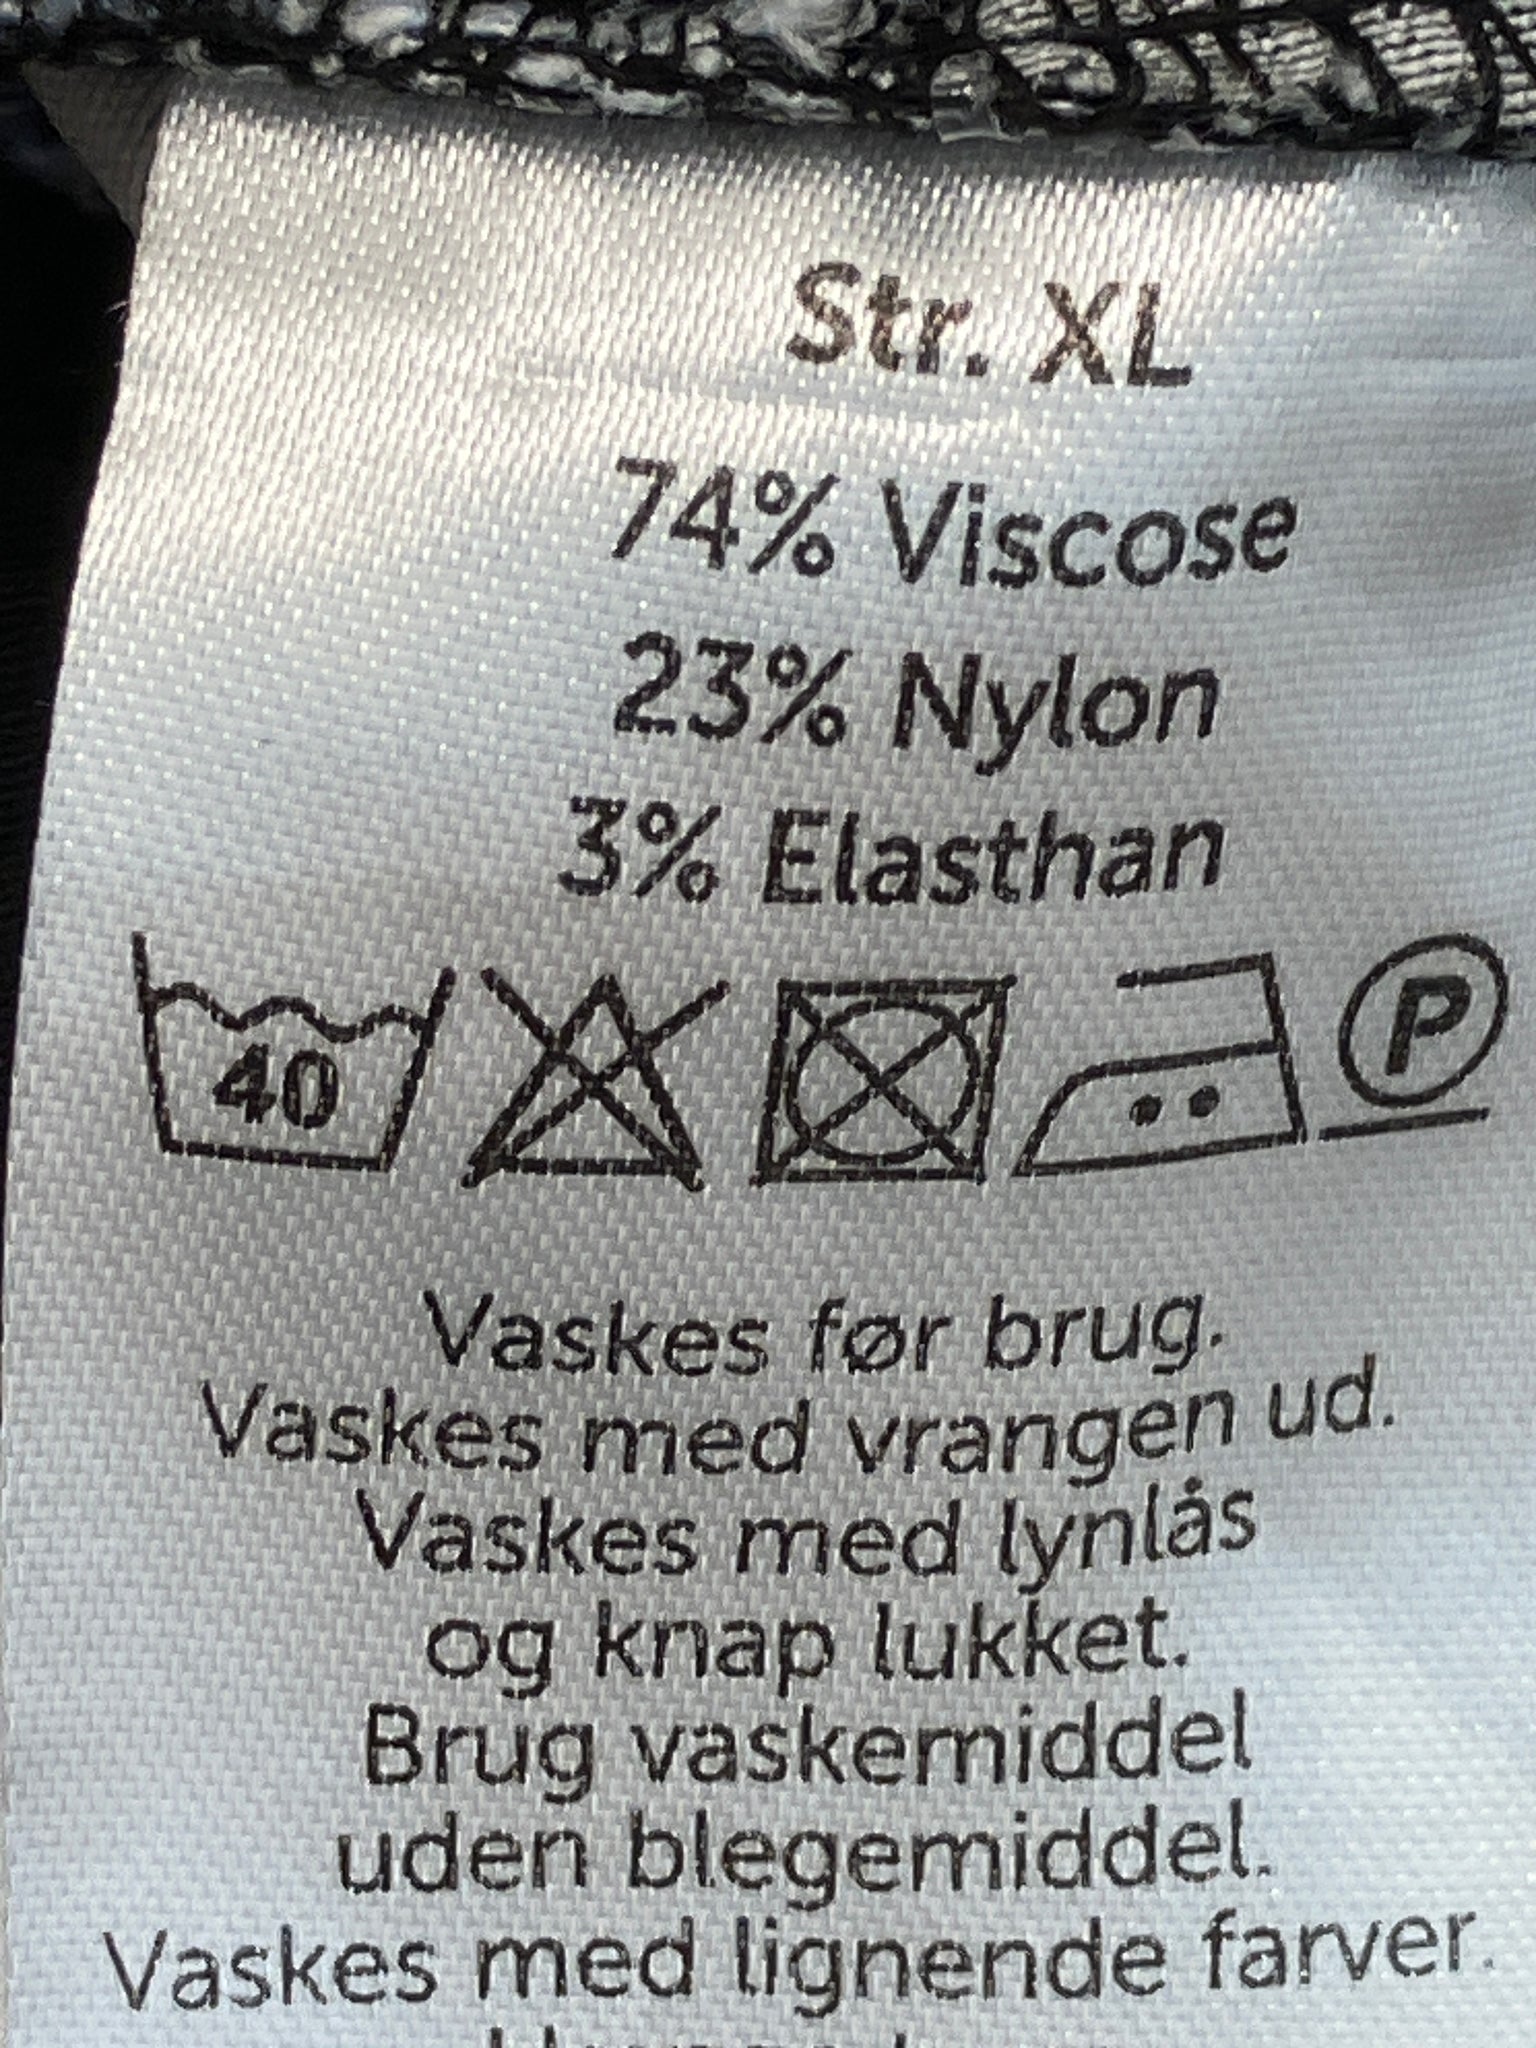 Str. XL
74% Viscose
23% Nylon
3% Elasthan
40 P
Vaskes før brug.
Vaskes med vrangen ud.
Vaskes med lynlås
og knap lukket.
Brug vaskemiddel
uden blegemiddel.
Vaskes med lignende farver.